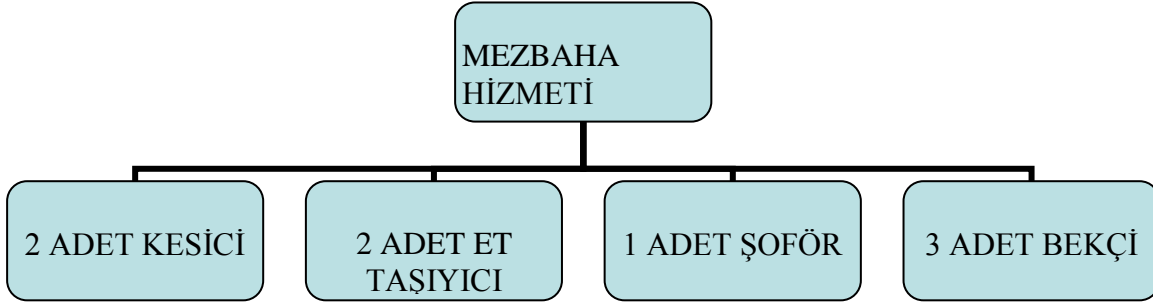 MEZBAHA
HİZMETİ
2 ADET KESİCİ
2 ADET ET
TAŞIYICI
1 ADET ŞOFÖR
3 ADET BEKÇİ